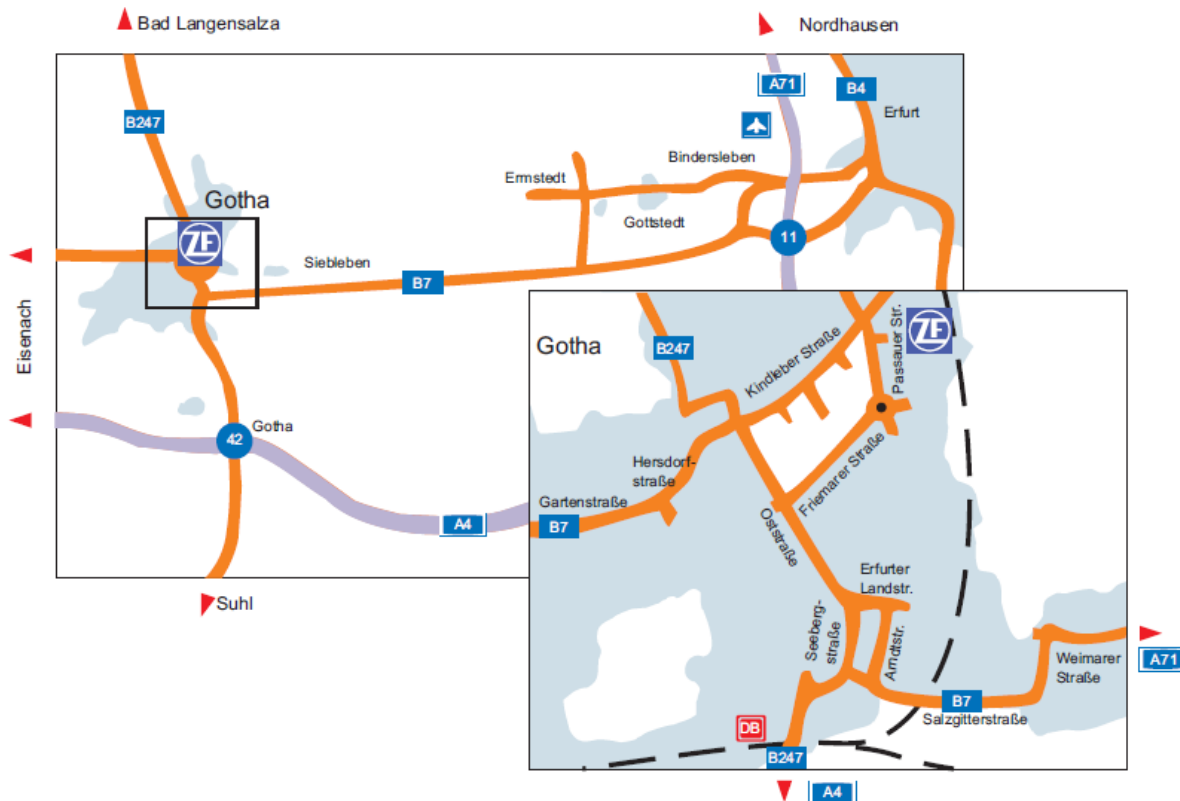 Bad Langensalza
Nordhausen
A71
B4
B247
Erfurt
Bindersleben
Ermstedt
Gotha
ZF
Gottstedt
11
Siebleben
B7
Eisenach
Gotha
42
A4
Suhl
Gotha
B247
Kindleber Straße
Passauer Str.
ZF
Hersdorf-
straße
Friemarer Straße
Gartenstraße
B7
Oststraße
Erfurter
Landstr.
Seeberg-
straße
Arndtstr.
Weimarer
Straße
A71
B7
Salzgitterstraße
DB
B247
A4